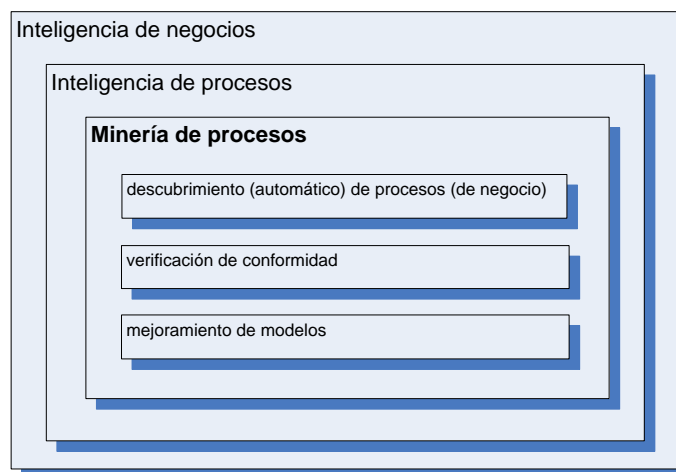 Inteligencia de negocios
Inteligencia de procesos
Minería de procesos
descubrimiento (automático) de procesos (de negocio)
verificación de conformidad
mejoramiento de modelos